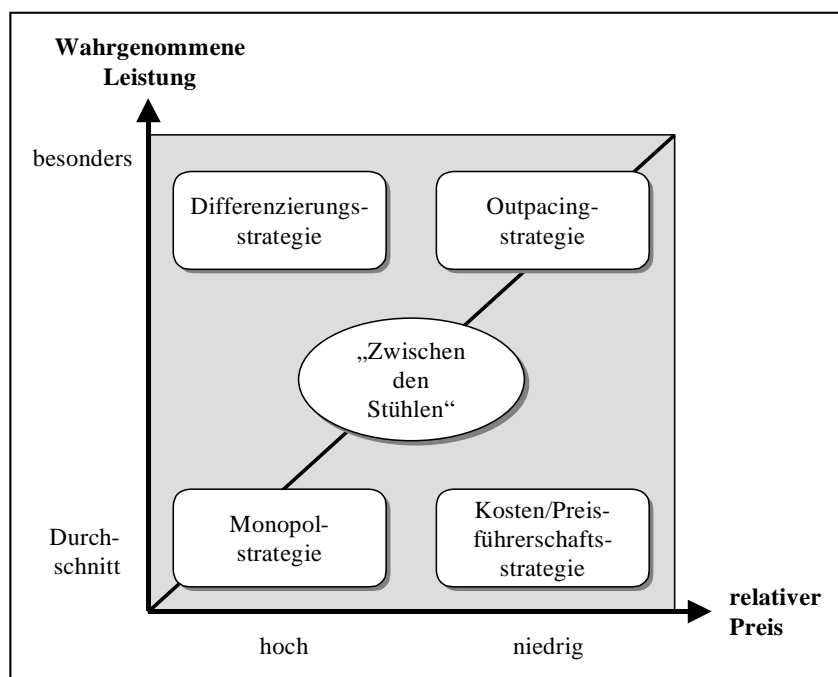 Wahrgenommene
Leistung
besonders
Differenzierungs-
strategie
Outpacing-
strategie
„Zwischen
den
Stühlen“
Durch-
schnitt
Monopol-
strategie
Kosten/Preis-
führerschafts-
strategie
relativer
Preis
hoch
niedrig